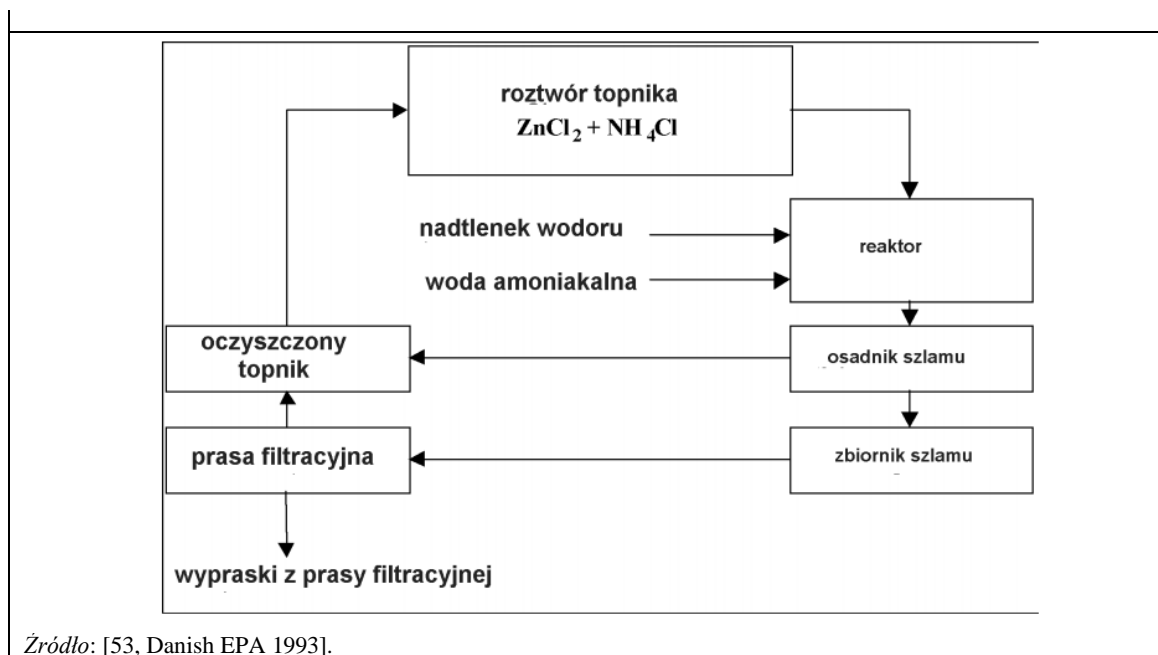 roztwór topnika
ZnCl₂ + NH₄Cl
nadtlenek wodoru
reaktor
woda amoniakalna
oczyszczony
topnik
osadnik szlamu
prasa filtracyjna
zbiornik szlamu
wypraski z prasy filtracyjnej
Źródło: [53, Danish EPA 1993].